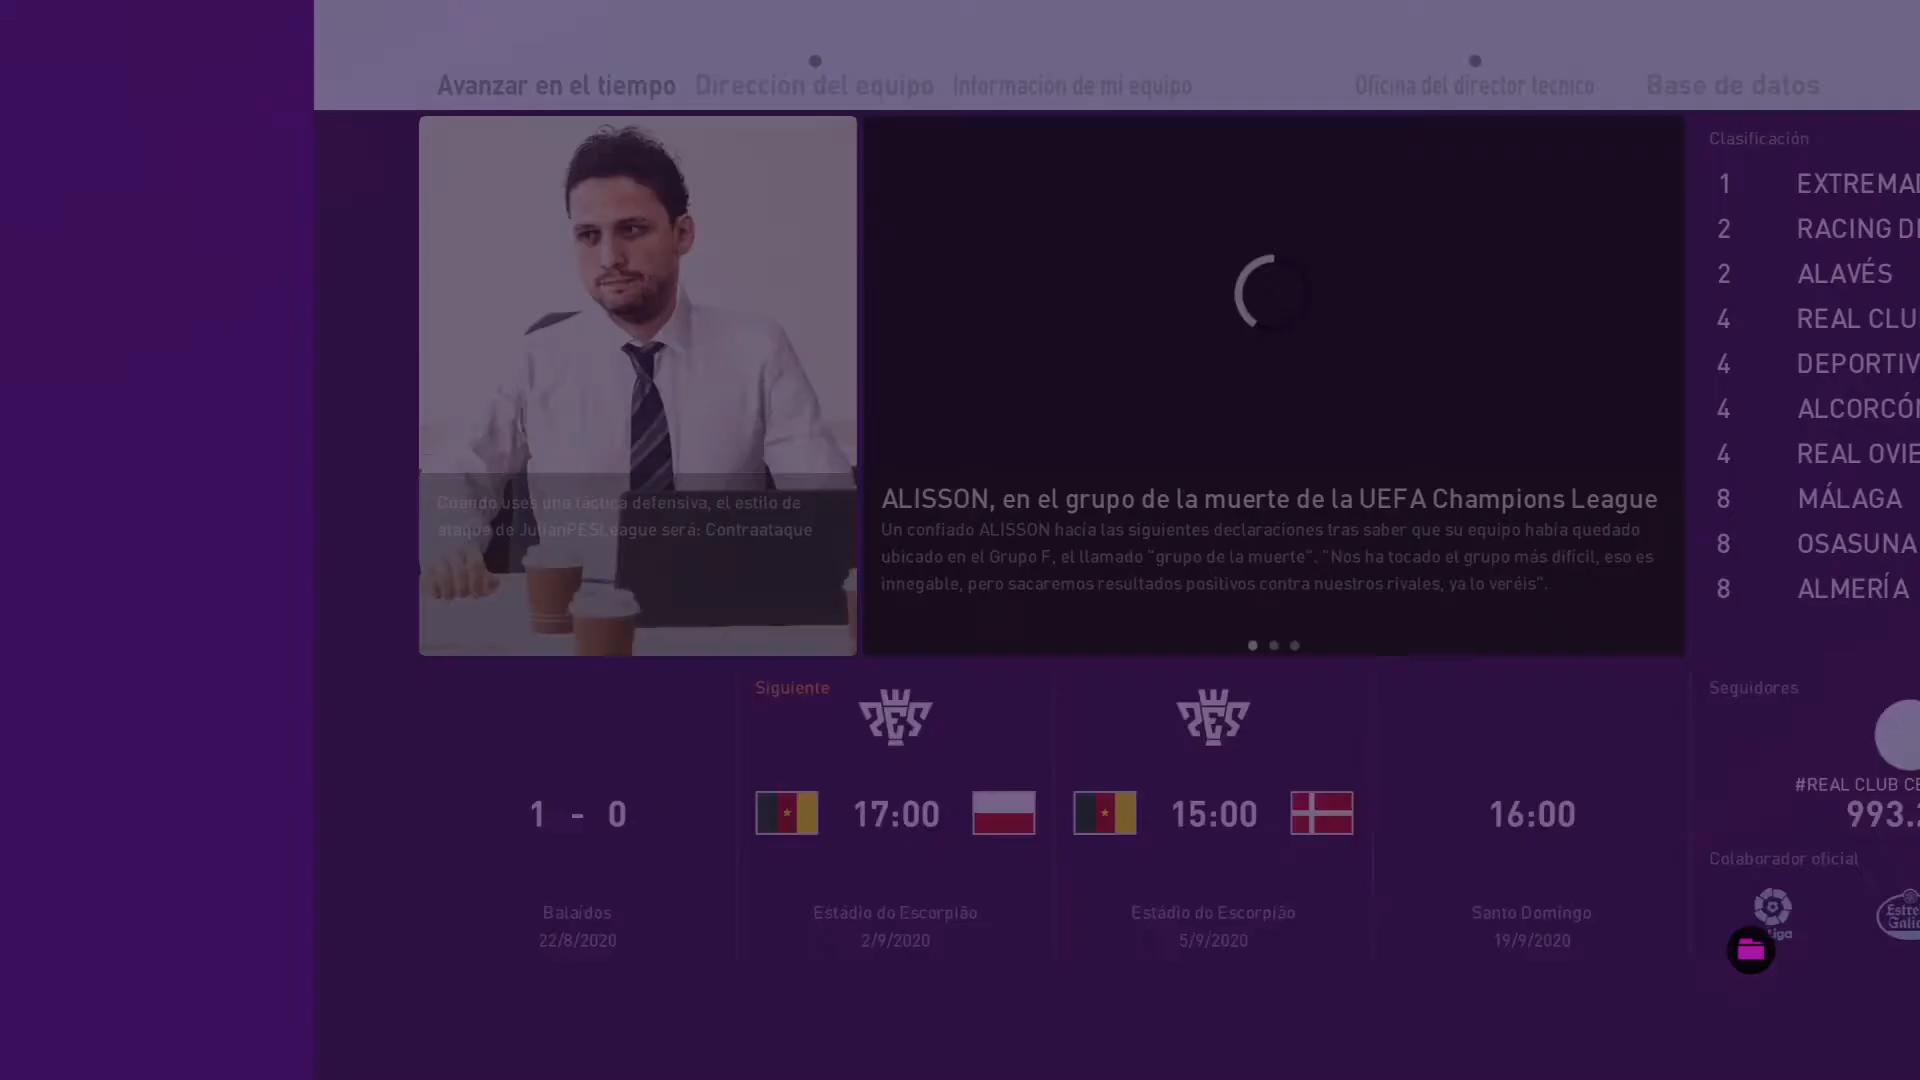 Avanzar en el tiempo
Dirección del equipo
Información de mi equipo
Oficina del director técnico
Base de datos
Cuando uses una táctica defensiva, el estilo de
ataque de JulianPESLeague será: Contraataque
ALISSON, en el grupo de la muerte de la UEFA Champions League
Un confiado ALISSON hacía las siguientes declaraciones tras saber que su equipo había quedado
ubicado en el Grupo F, el llamado "grupo de la muerte". "Nos ha tocado el grupo más difícil, eso es
innegable, pero sacaremos resultados positivos contra nuestros rivales, ya lo veréis".
Clasificación
1 EXTREMAD
2 RACING DE
2 ALAVÉS
4 REAL CLU
4 DEPORTIV
4 ALCORCÓN
4 REAL OVIE
8 MÁLAGA
8 OSASUNA
8 ALMERÍA
1 - 0
Balaídos
22/8/2020
Siguiente
PES
17:00
Estádio do Escorpião
2/9/2020
PES
15:00
Estádio do Escorpião
5/9/2020
16:00
Santo Domingo
19/9/2020
Seguidores
#REAL CLUB CE
993.
Colaborador oficial
Liga
Estre
Galic